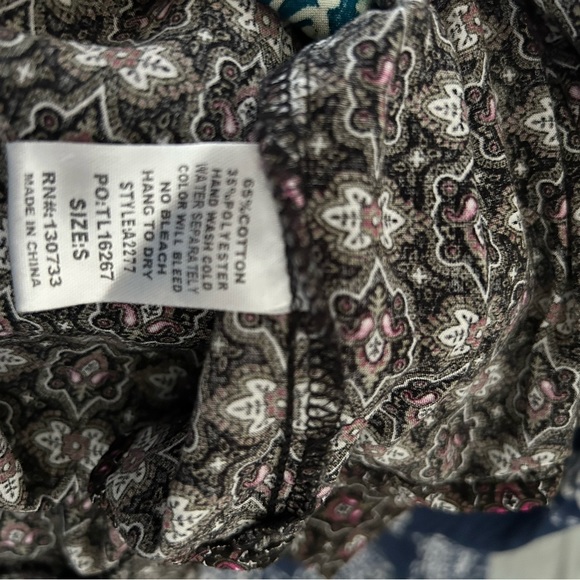 65%COTTON
35%POLYESTER
HAND WASH COLD
WATER SEPARATELY
COLOR WILL BLEED
NO BLEACH
HANG TO DRY
STYLE:A2217
PO:TL16267
SIZE:S
RN#:130733
MADE IN CHINA